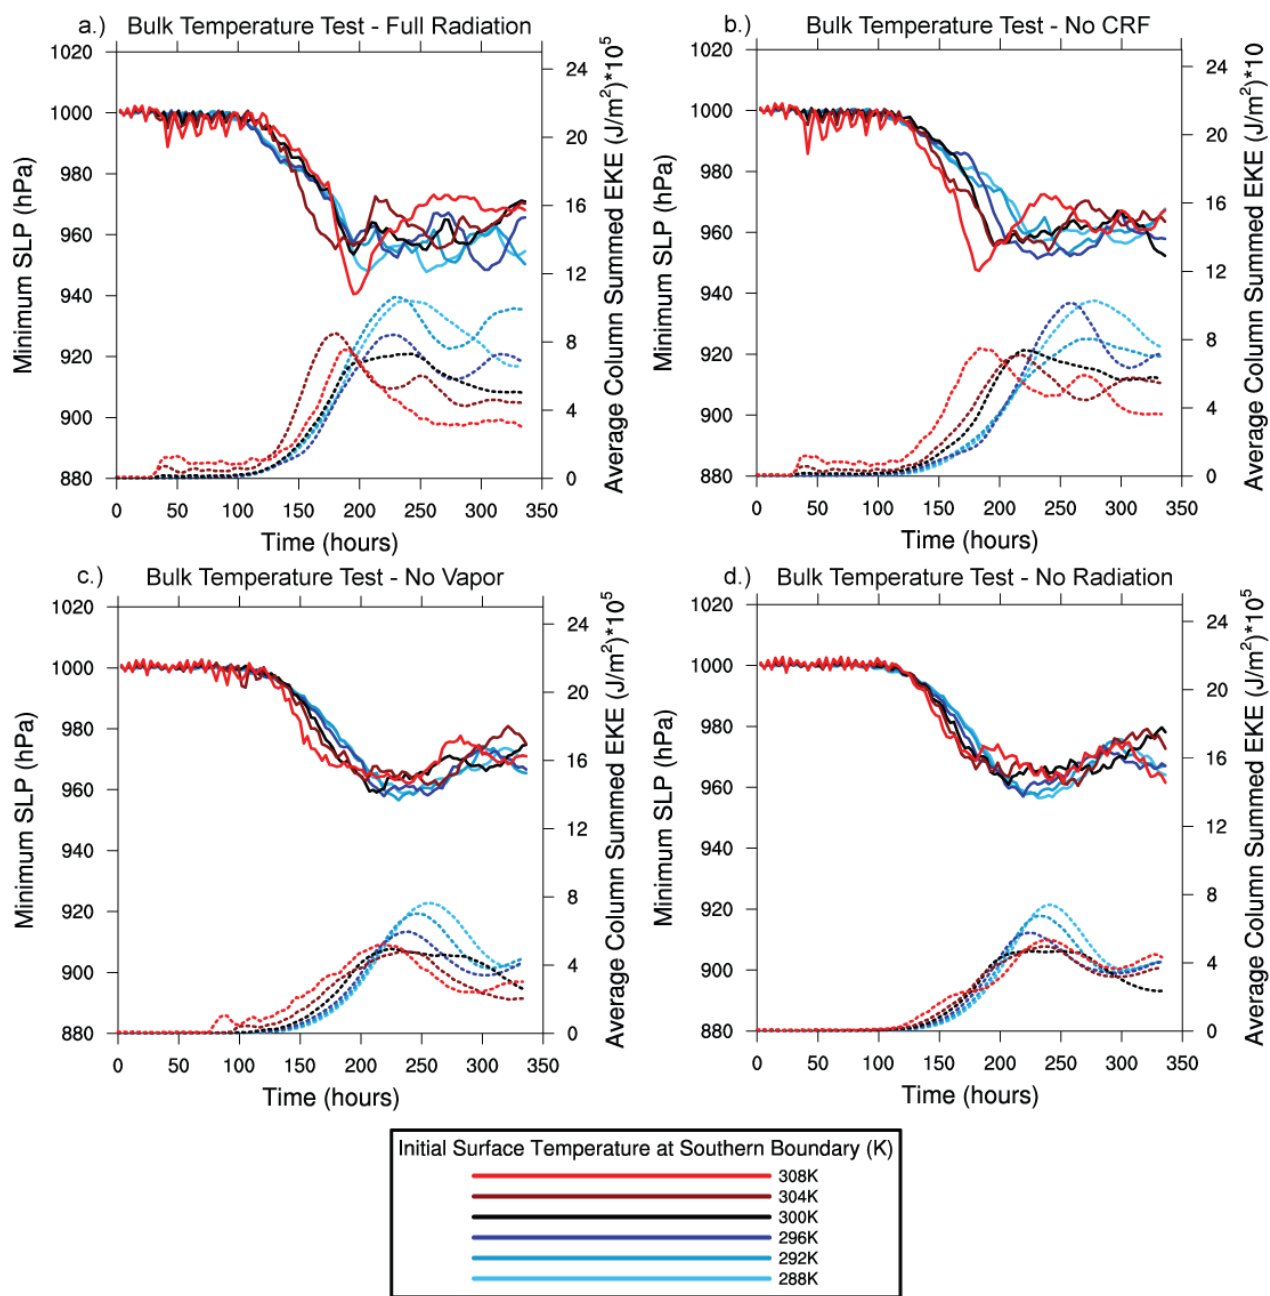 a.) Bulk Temperature Test - Full Radiation
1020
1000
980
960
940
920
900
880
Minimum SLP (hPa)
24
20
16
12
8
4
0
Average Column Summed EKE (J/m²)*10⁵
0 50 100 150 200 250 300 350
Time (hours)
b.) Bulk Temperature Test - No CRF
1020
1000
980
960
940
920
900
880
Minimum SLP (hPa)
24
20
16
12
8
4
0
Average Column Summed EKE (J/m²)*10
0 50 100 150 200 250 300 350
Time (hours)
c.) Bulk Temperature Test - No Vapor
1020
1000
980
960
940
920
900
880
Minimum SLP (hPa)
24
20
16
12
8
4
0
Average Column Summed EKE (J/m²)*10⁵
0 50 100 150 200 250 300 350
Time (hours)
d.) Bulk Temperature Test - No Radiation
1020
1000
980
960
940
920
900
880
Minimum SLP (hPa)
24
20
16
12
8
4
0
Average Column Summed EKE (J/m²)*10⁵
0 50 100 150 200 250 300 350
Time (hours)
Initial Surface Temperature at Southern Boundary (K)
308K
304K
300K
296K
292K
288K